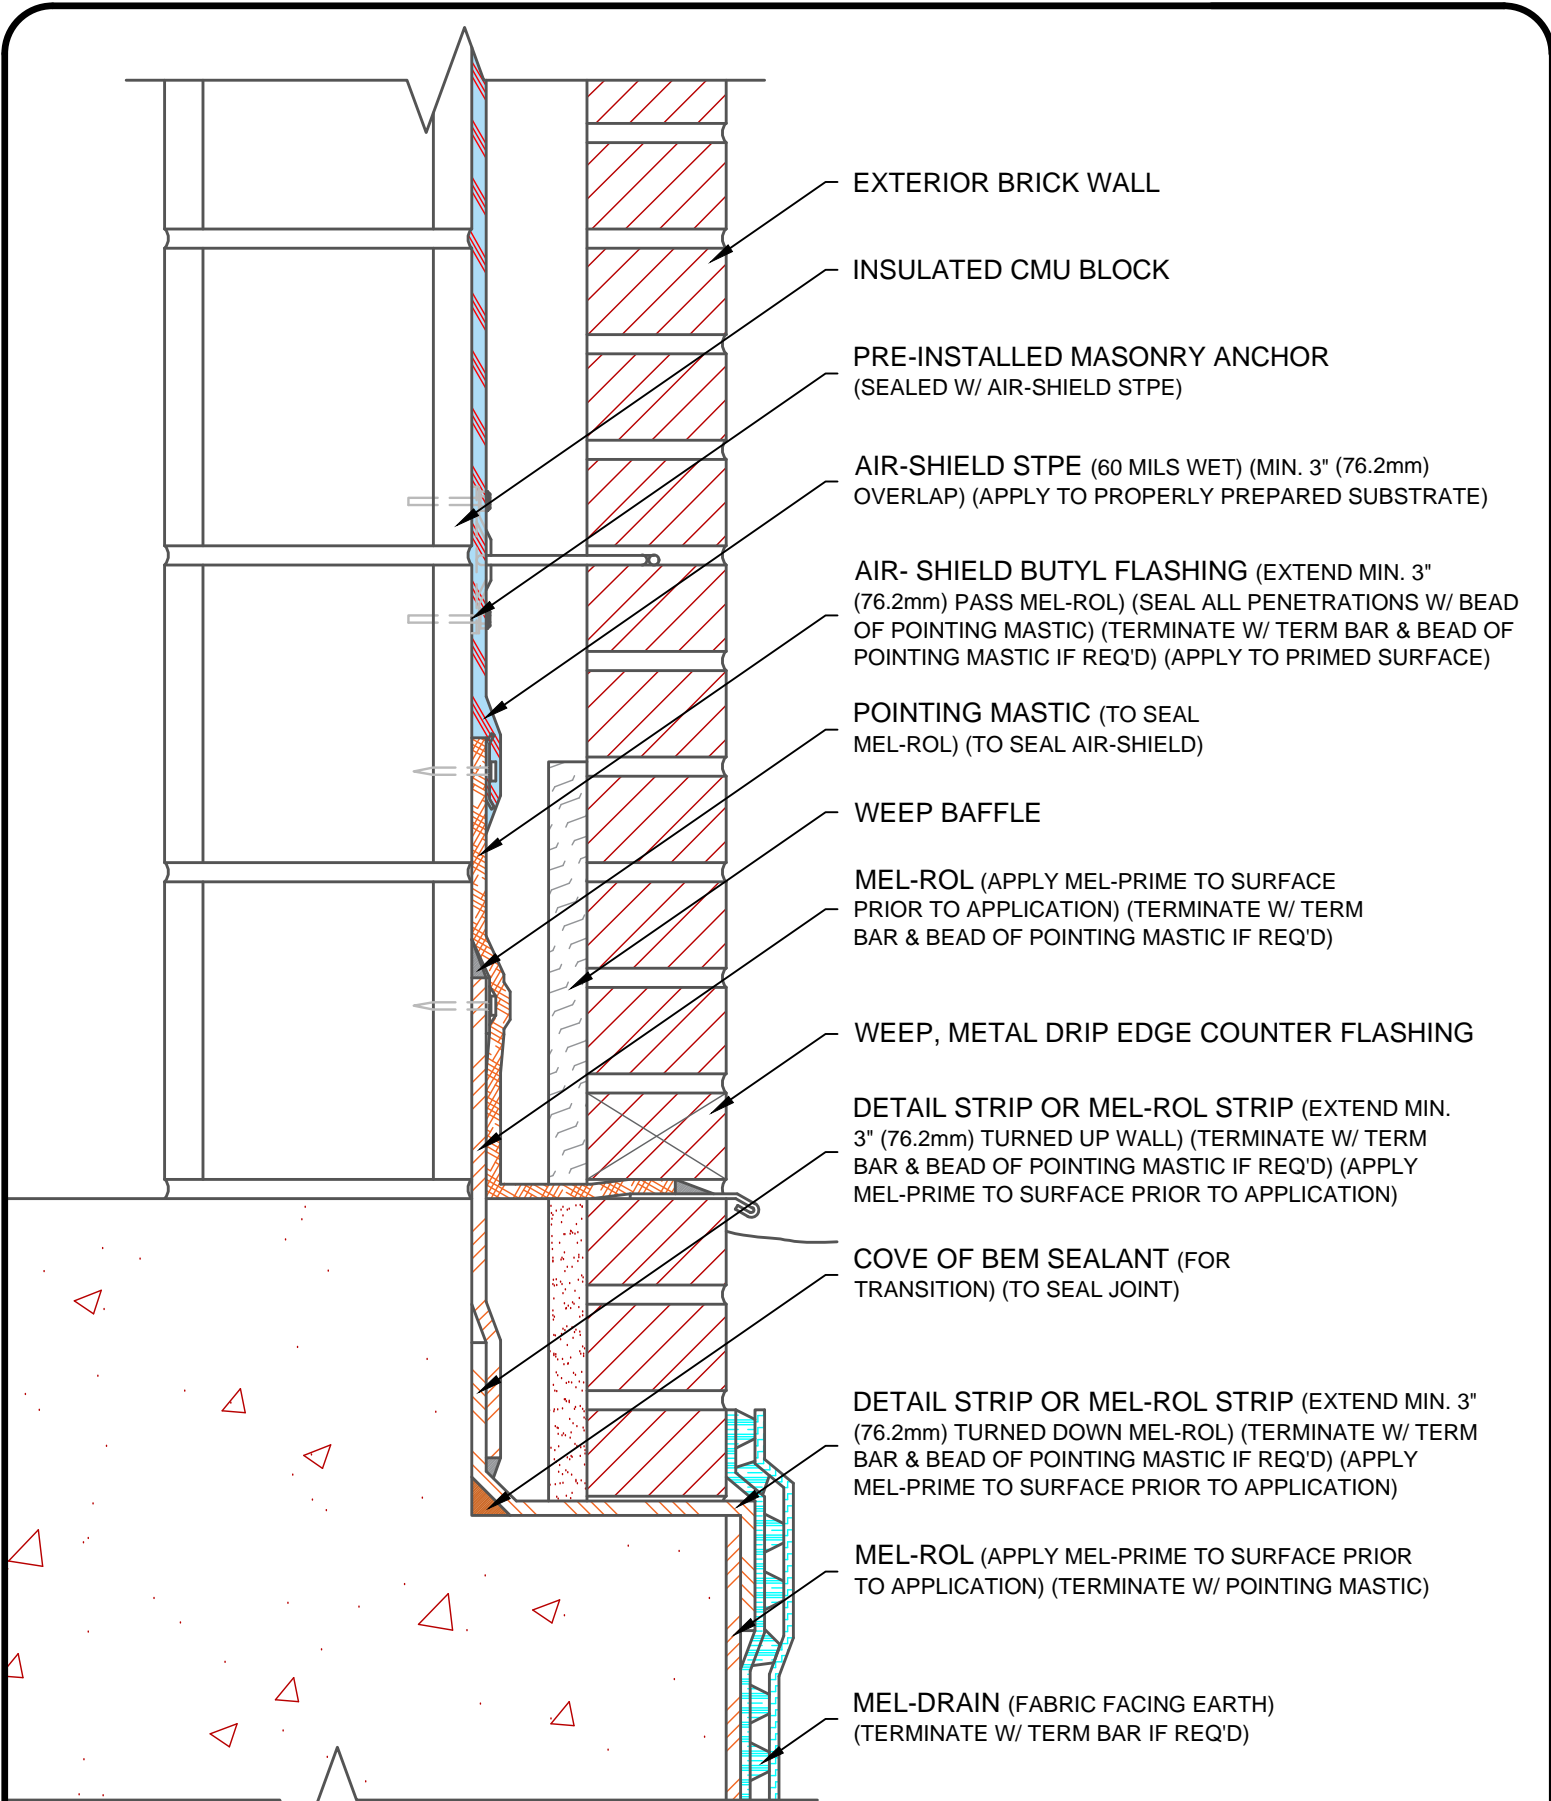 EXTERIOR BRICK WALL
INSULATED CMU BLOCK
PRE-INSTALLED MASONRY ANCHOR
(SEALED W/ AIR-SHIELD STPE)
AIR-SHIELD STPE (60 MILS WET) (MIN. 3" (76.2mm)
OVERLAP) (APPLY TO PROPERLY PREPARED SUBSTRATE)
AIR- SHIELD BUTYL FLASHING (EXTEND MIN. 3"
(76.2mm) PASS MEL-ROL) (SEAL ALL PENETRATIONS W/ BEAD
OF POINTING MASTIC) (TERMINATE W/ TERM BAR & BEAD OF
POINTING MASTIC IF REQ'D) (APPLY TO PRIMED SURFACE)
POINTING MASTIC (TO SEAL
MEL-ROL) (TO SEAL AIR-SHIELD)
WEEP BAFFLE
MEL-ROL (APPLY MEL-PRIME TO SURFACE
PRIOR TO APPLICATION) (TERMINATE W/ TERM
BAR & BEAD OF POINTING MASTIC IF REQ'D)
WEEP, METAL DRIP EDGE COUNTER FLASHING
DETAIL STRIP OR MEL-ROL STRIP (EXTEND MIN.
3" (76.2mm) TURNED UP WALL) (TERMINATE W/ TERM
BAR & BEAD OF POINTING MASTIC IF REQ'D) (APPLY
MEL-PRIME TO SURFACE PRIOR TO APPLICATION)
COVE OF BEM SEALANT (FOR
TRANSITION) (TO SEAL JOINT)
DETAIL STRIP OR MEL-ROL STRIP (EXTEND MIN. 3"
(76.2mm) TURNED DOWN MEL-ROL) (TERMINATE W/ TERM
BAR & BEAD OF POINTING MASTIC IF REQ'D) (APPLY
MEL-PRIME TO SURFACE PRIOR TO APPLICATION)
MEL-ROL (APPLY MEL-PRIME TO SURFACE PRIOR
TO APPLICATION) (TERMINATE W/ POINTING MASTIC)
MEL-DRAIN (FABRIC FACING EARTH)
(TERMINATE W/ TERM BAR IF REQ'D)